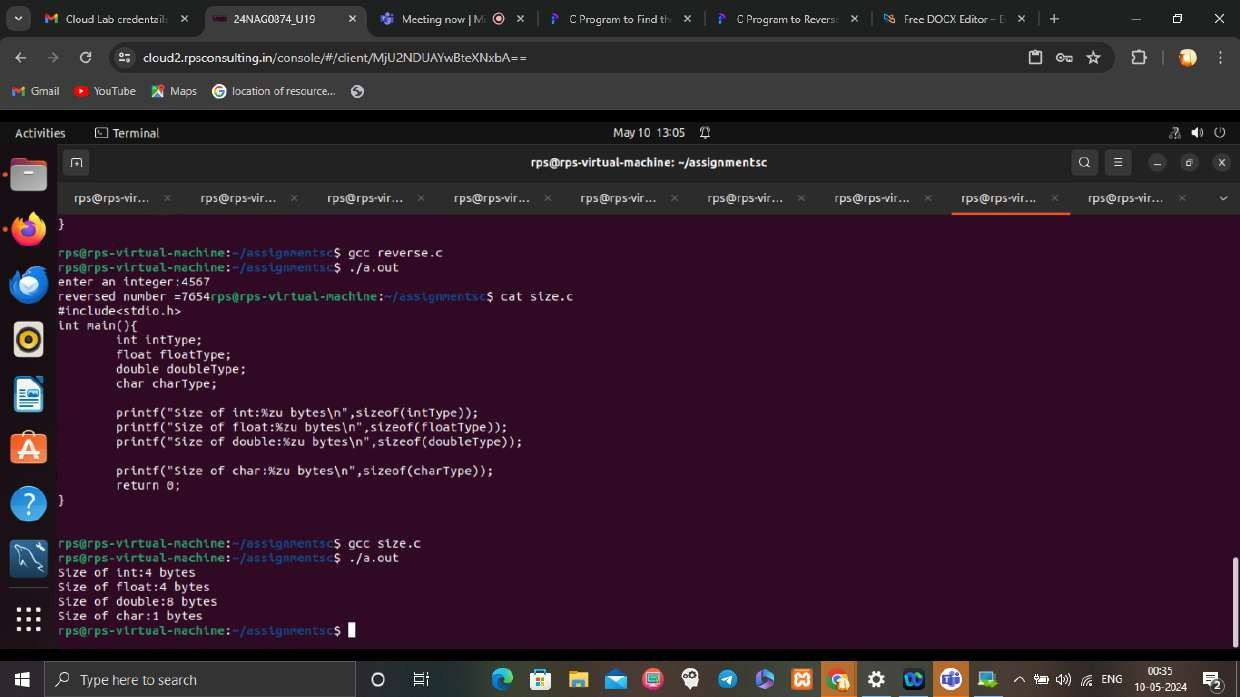 Cloud Lab credentails
24NAG0874_U19
Meeting now | Mi
C Program to Find the
C Program to Reverse
Free DOCX Editor –
cloud2.rpsconsulting.in/console/#/client/MjU2NDUAYwBteXNxbA==
Gmail
YouTube
Maps
location of resource...
Activities
Terminal
May 10 13:05
rps@rps-virtual-machine: ~/assignmentsc
rps@rps-vir...
rps@rps-vir...
rps@rps-vir...
rps@rps-vir...
rps@rps-vir...
rps@rps-vir...
rps@rps-vir...
rps@rps-vir...
rps@rps-vir...
}
rps@rps-virtual-machine:~/assignmentsc$ gcc reverse.c
rps@rps-virtual-machine:~/assignmentsc$ ./a.out
enter an integer:4567
reversed number =7654rps@rps-virtual-machine:~/assignmentsc$ cat size.c
#include<stdio.h>
int main(){
int intType;
float floatType;
double doubleType;
char charType;
printf("Size of int:%zu bytes\n",sizeof(intType));
printf("Size of float:%zu bytes\n",sizeof(floatType));
printf("Size of double:%zu bytes\n",sizeof(doubleType));
printf("Size of char:%zu bytes\n",sizeof(charType));
return 0;
}
rps@rps-virtual-machine:~/assignmentsc$ gcc size.c
rps@rps-virtual-machine:~/assignmentsc$ ./a.out
Size of int:4 bytes
Size of float:4 bytes
Size of double:8 bytes
Size of char:1 bytes
rps@rps-virtual-machine:~/assignmentsc$
Type here to search
ENG
00:35
10-05-2024
2